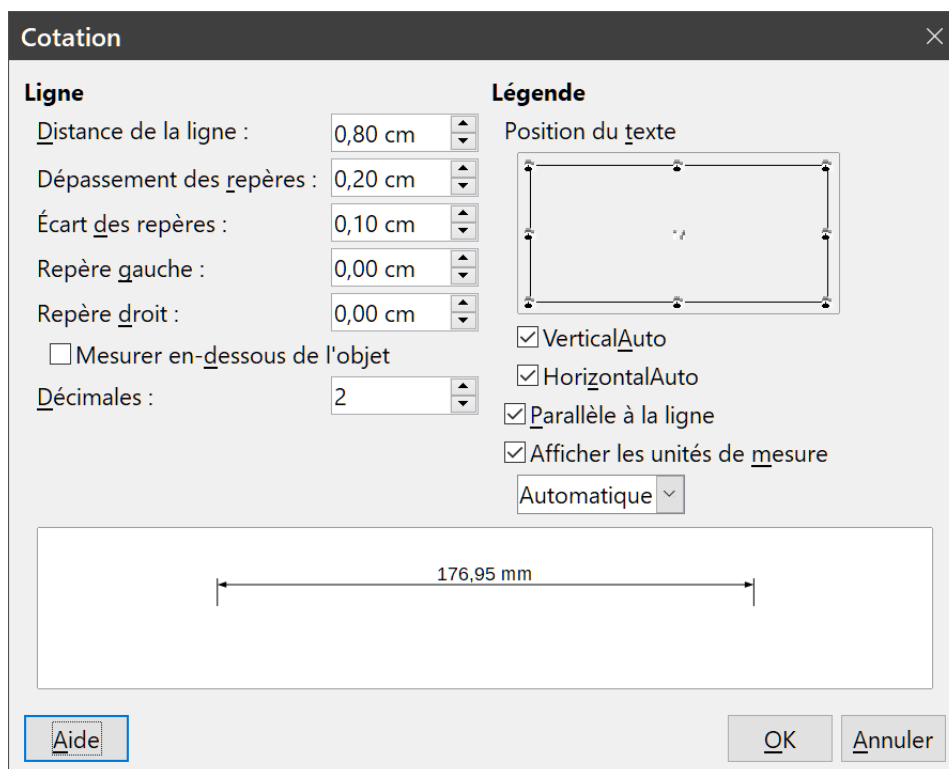 Cotation
Ligne
Distance de la ligne : 0,80 cm
Dépassement des repères : 0,20 cm
Écart des repères : 0,10 cm
Repère gauche : 0,00 cm
Repère droit : 0,00 cm
Mesurer en-dessous de l'objet
Décimales : 2
Légende
Position du texte
VerticalAuto
HorizontalAuto
Parallèle à la ligne
Afficher les unités de mesure
Automatique
176,95 mm
Aide
OK
Annuler